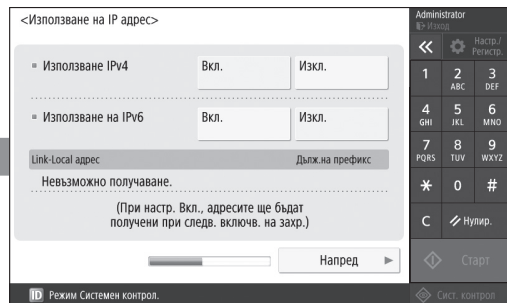 <Използване на IP адрес>
Използване IPv4 Вкл. Изкл.
Използване на IPv6 Вкл. Изкл.
Link-Local адрес Дълж.на префикс
Невъзможно получаване.
(При настр. Вкл., адресите ще бъдат
получени при следв. включв. на захр.)
Напред
ID Режим Системен контрол.
Administrator
Изход
Настр./
Регистр.
1 2 3
ABC DEF
4 5 6
GHI JKL MNO
7 8 9
PQRS TUV WXYZ
* 0 #
C Нулир.
Старт
ID Сист. контрол